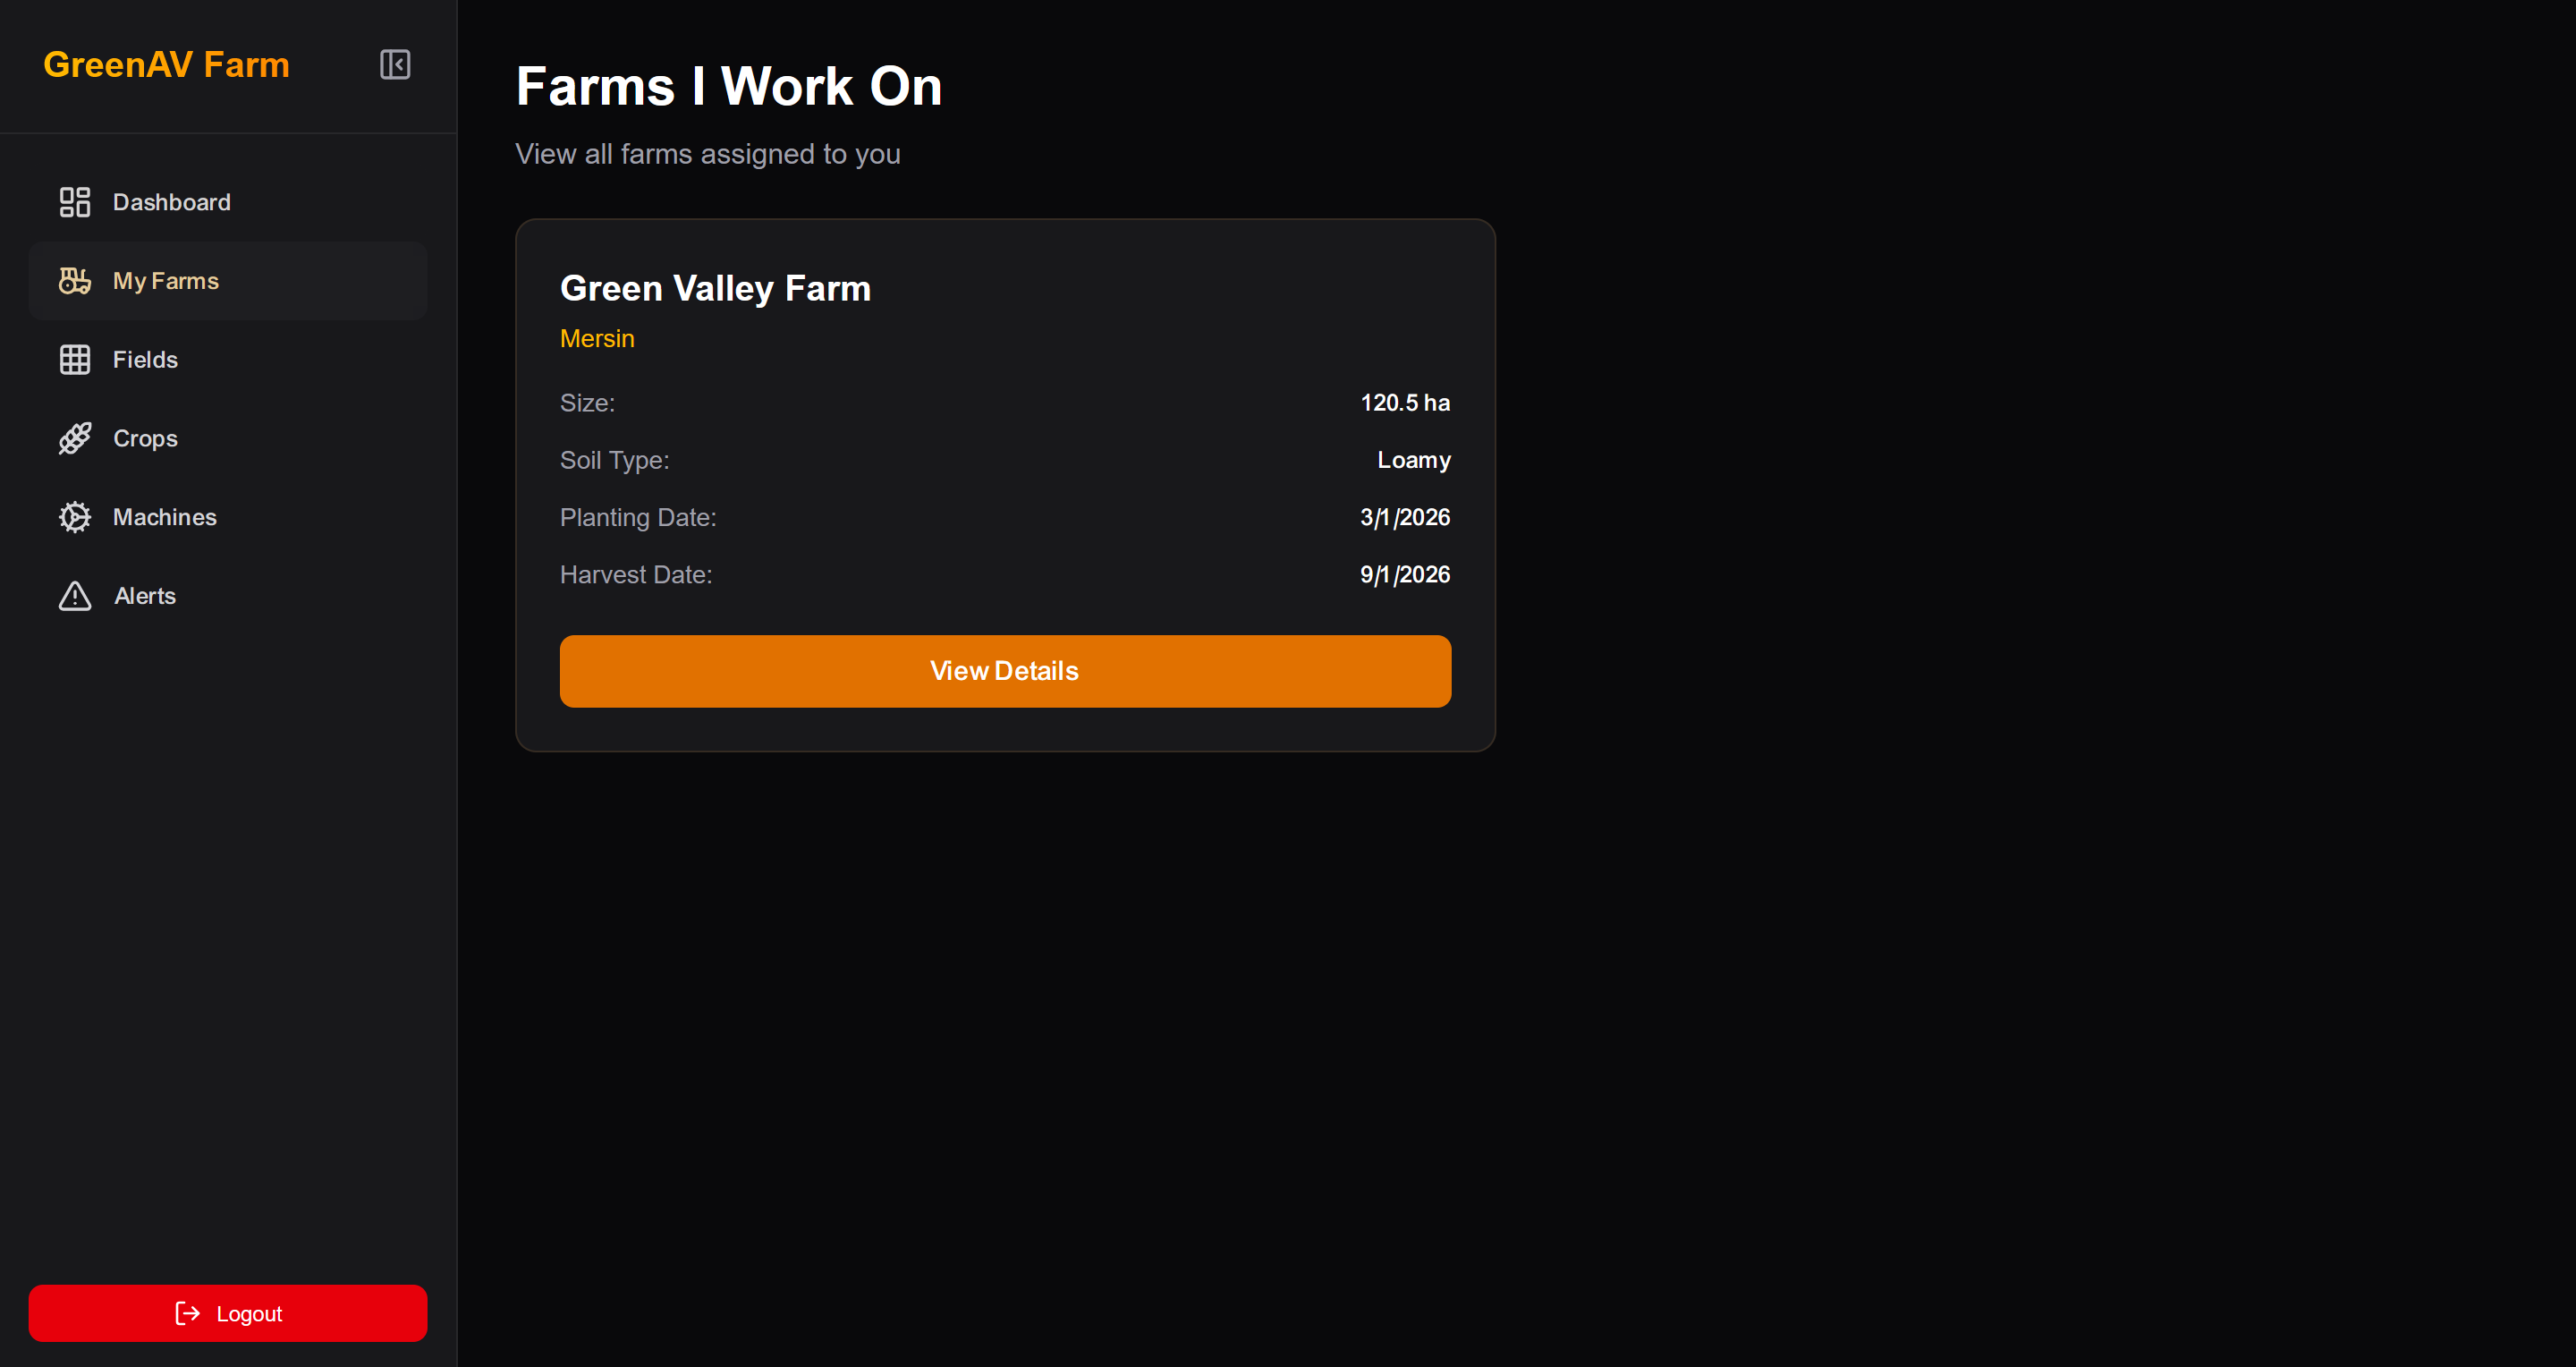 GreenAV Farm
Dashboard
My Farms
Fields
Crops
Machines
Alerts
Logout
Farms I Work On
View all farms assigned to you
Green Valley Farm
Mersin
Size: 120.5 ha
Soil Type: Loamy
Planting Date: 3/1/2026
Harvest Date: 9/1/2026
View Details